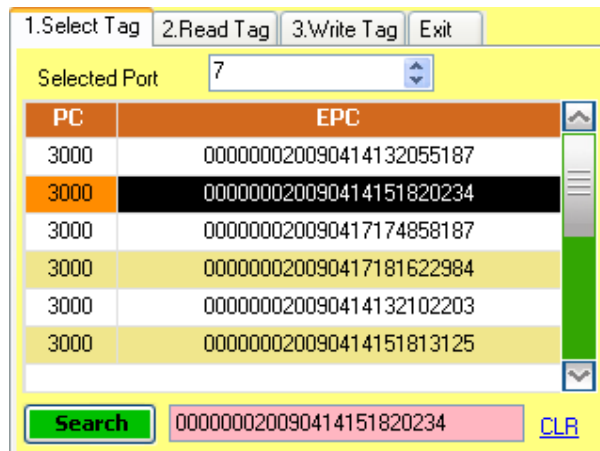 1.Select Tag 2.Read Tag 3.Write Tag Exit
Selected Port 7
PC EPC
3000 000000020090414132055187
3000 000000020090414151820234
3000 000000020090417174858187
3000 000000020090417181622984
3000 000000020090414132102203
3000 000000020090414151813125
Search 000000020090414151820234 CLR